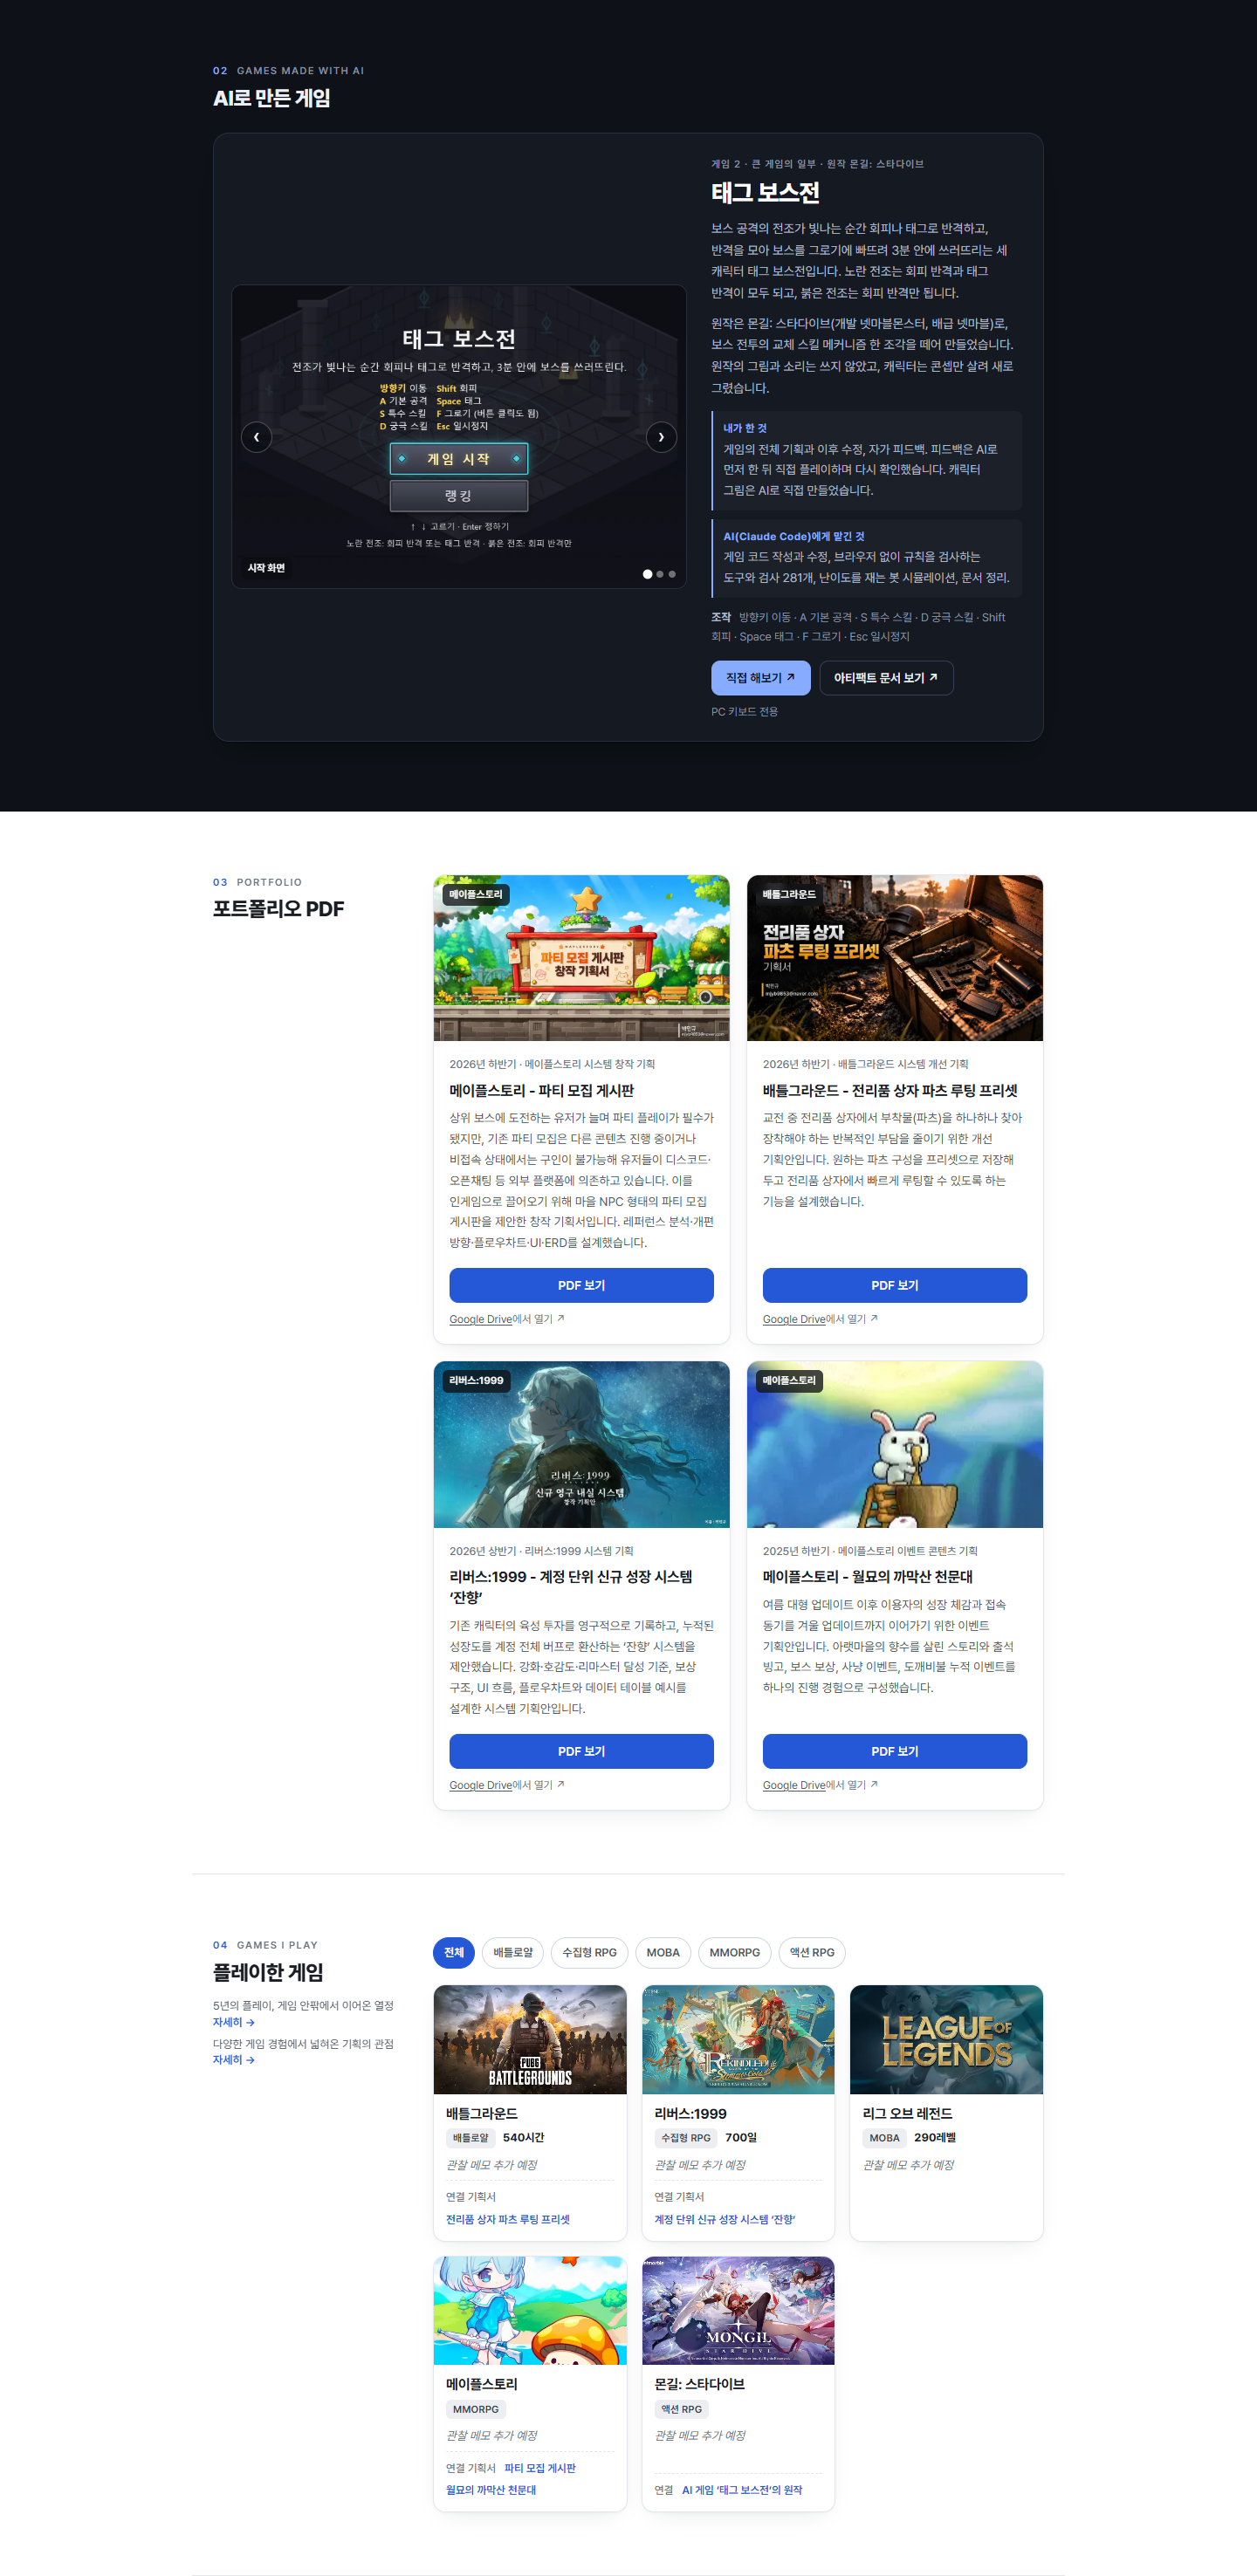 02 GAMES MADE WITH AI
AI로 만든 게임
태그 보스전
전조가 빛나는 순간 회피나 태그로 반격하고, 3분 안에 보스를 쓰러뜨린다.
방향키 이동 Shift 회피
A 기본 공격 Space 태그
S 특수 스킬 F 그로기 (버튼 클릭도 됨)
D 궁극 스킬 Esc 일시정지
게임 시작
랭킹
↑ ↓ 고르기 · Enter 정하기
노란 전조: 회피 반격 또는 태그 반격 · 붉은 전조: 회피 반격만
시작 화면
게임 2 · 큰 게임의 일부 · 원작 몬길: 스타다이브
태그 보스전
보스 공격의 전조가 빛나는 순간 회피나 태그로 반격하고,
반격을 모아 보스를 그로기에 빠뜨려 3분 안에 쓰러뜨리는 세
캐릭터 태그 보스전입니다. 노란 전조는 회피 반격과 태그
반격이 모두 되고, 붉은 전조는 회피 반격만 됩니다.
원작은 몬길: 스타다이브(개발 넷마블몬스터, 배급 넷마블)로,
보스 전투의 교체 스킬 메커니즘 한 조각을 떼어 만들었습니다.
원작의 그림과 소리는 쓰지 않았고, 캐릭터는 콘셉만 살려 새로
그렸습니다.
내가 한 것
게임의 전체 기획과 이후 수정, 자가 피드백. 피드백은 AI로
먼저 한 뒤 직접 플레이하며 다시 확인했습니다. 캐릭터
그림은 AI로 직접 만들었습니다.
AI(Claude Code)에게 맡긴 것
게임 코드 작성과 수정, 브라우저 없이 규칙을 검사하는
도구와 검사 281개, 난이도를 재는 봇 시뮬레이션, 문서 정리.
조작 방향키 이동 · A 기본 공격 · S 특수 스킬 · D 궁극 스킬 · Shift
회피 · Space 태그 · F 그로기 · Esc 일시정지
직접 해보기 ↗ 아티팩트 문서 보기 ↗
PC 키보드 전용
03 PORTFOLIO
포트폴리오 PDF
메이플스토리
파티 모집 게시판
창작 기획서
2026년 하반기 · 메이플스토리 시스템 창작 기획
메이플스토리 - 파티 모집 게시판
상위 보스에 도전하는 유저가 늘며 파티 플레이가 필수가
됐지만, 기존 파티 모집은 다른 콘텐츠 진행 중이거나
비접속 상태에서는 구인이 불가능해 유저들이 디스코드·
오픈채팅 등 외부 플랫폼에 의존하고 있습니다. 이를
인게임으로 끌어오기 위해 마을 NPC 형태의 파티 모집
게시판을 제안한 창작 기획서입니다. 레퍼런스 분석·개편
방향·플로우차트·UI·ERD를 설계했습니다.
PDF 보기
Google Drive에서 열기 ↗
배틀그라운드
전리품 상자
파츠 루팅 프리셋
기획서
2026년 하반기 · 배틀그라운드 시스템 개선 기획
배틀그라운드 - 전리품 상자 파츠 루팅 프리셋
교전 중 전리품 상자에서 부착물(파츠)을 하나하나 찾아
장착해야 하는 반복적인 부담을 줄이기 위한 개선
기획안입니다. 원하는 파츠 구성을 프리셋으로 저장해
두고 전리품 상자에서 빠르게 루팅할 수 있도록 하는
기능을 설계했습니다.
PDF 보기
Google Drive에서 열기 ↗
리버스:1999
리버스:1999
신규 영구 내실 시스템
창작 기획안
2026년 상반기 · 리버스:1999 시스템 기획
리버스:1999 - 계정 단위 신규 성장 시스템
‘잔향’
기존 캐릭터의 육성 투자를 영구적으로 기록하고, 누적된
성장도를 계정 전체 버프로 환산하는 ‘잔향’ 시스템을
제안했습니다. 강화·호감도·리마스터 달성 기준, 보상
구조, UI 흐름, 플로우차트와 데이터 테이블 예시를
설계한 시스템 기획안입니다.
PDF 보기
Google Drive에서 열기 ↗
메이플스토리
2025년 하반기 · 메이플스토리 이벤트 콘텐츠 기획
메이플스토리 - 월묘의 까막산 천문대
여름 대형 업데이트 이후 이용자의 성장 체감과 접속
동기를 겨울 업데이트까지 이어가기 위한 이벤트
기획안입니다. 아랫마을의 향수를 살린 스토리와 출석
빙고, 보스 보상, 사냥 이벤트, 도깨비불 누적 이벤트를
하나의 진행 경험으로 구성했습니다.
PDF 보기
Google Drive에서 열기 ↗
04 GAMES I PLAY
플레이한 게임
5년의 플레이, 게임 안팎에서 이어온 열정
자세히 →
다양한 게임 경험에서 넓혀온 기획의 관점
자세히 →
전체 배틀로얄 수집형 RPG MOBA MMORPG 액션 RPG
PUBG
BATTLEGROUNDS
배틀그라운드
배틀로얄 540시간
관찰 메모 추가 예정
연결 기획서
전리품 상자 파츠 루팅 프리셋
리버스:1999
수집형 RPG 700일
관찰 메모 추가 예정
연결 기획서
계정 단위 신규 성장 시스템 ‘잔향’
LEAGUE OF
LEGENDS
리그 오브 레전드
MOBA 290레벨
관찰 메모 추가 예정
메이플스토리
MMORPG
관찰 메모 추가 예정
연결 기획서 파티 모집 게시판
월묘의 까막산 천문대
MONGIL
STAR DIVE
몬길: 스타다이브
액션 RPG
관찰 메모 추가 예정
연결 AI 게임 ‘태그 보스전’의 원작